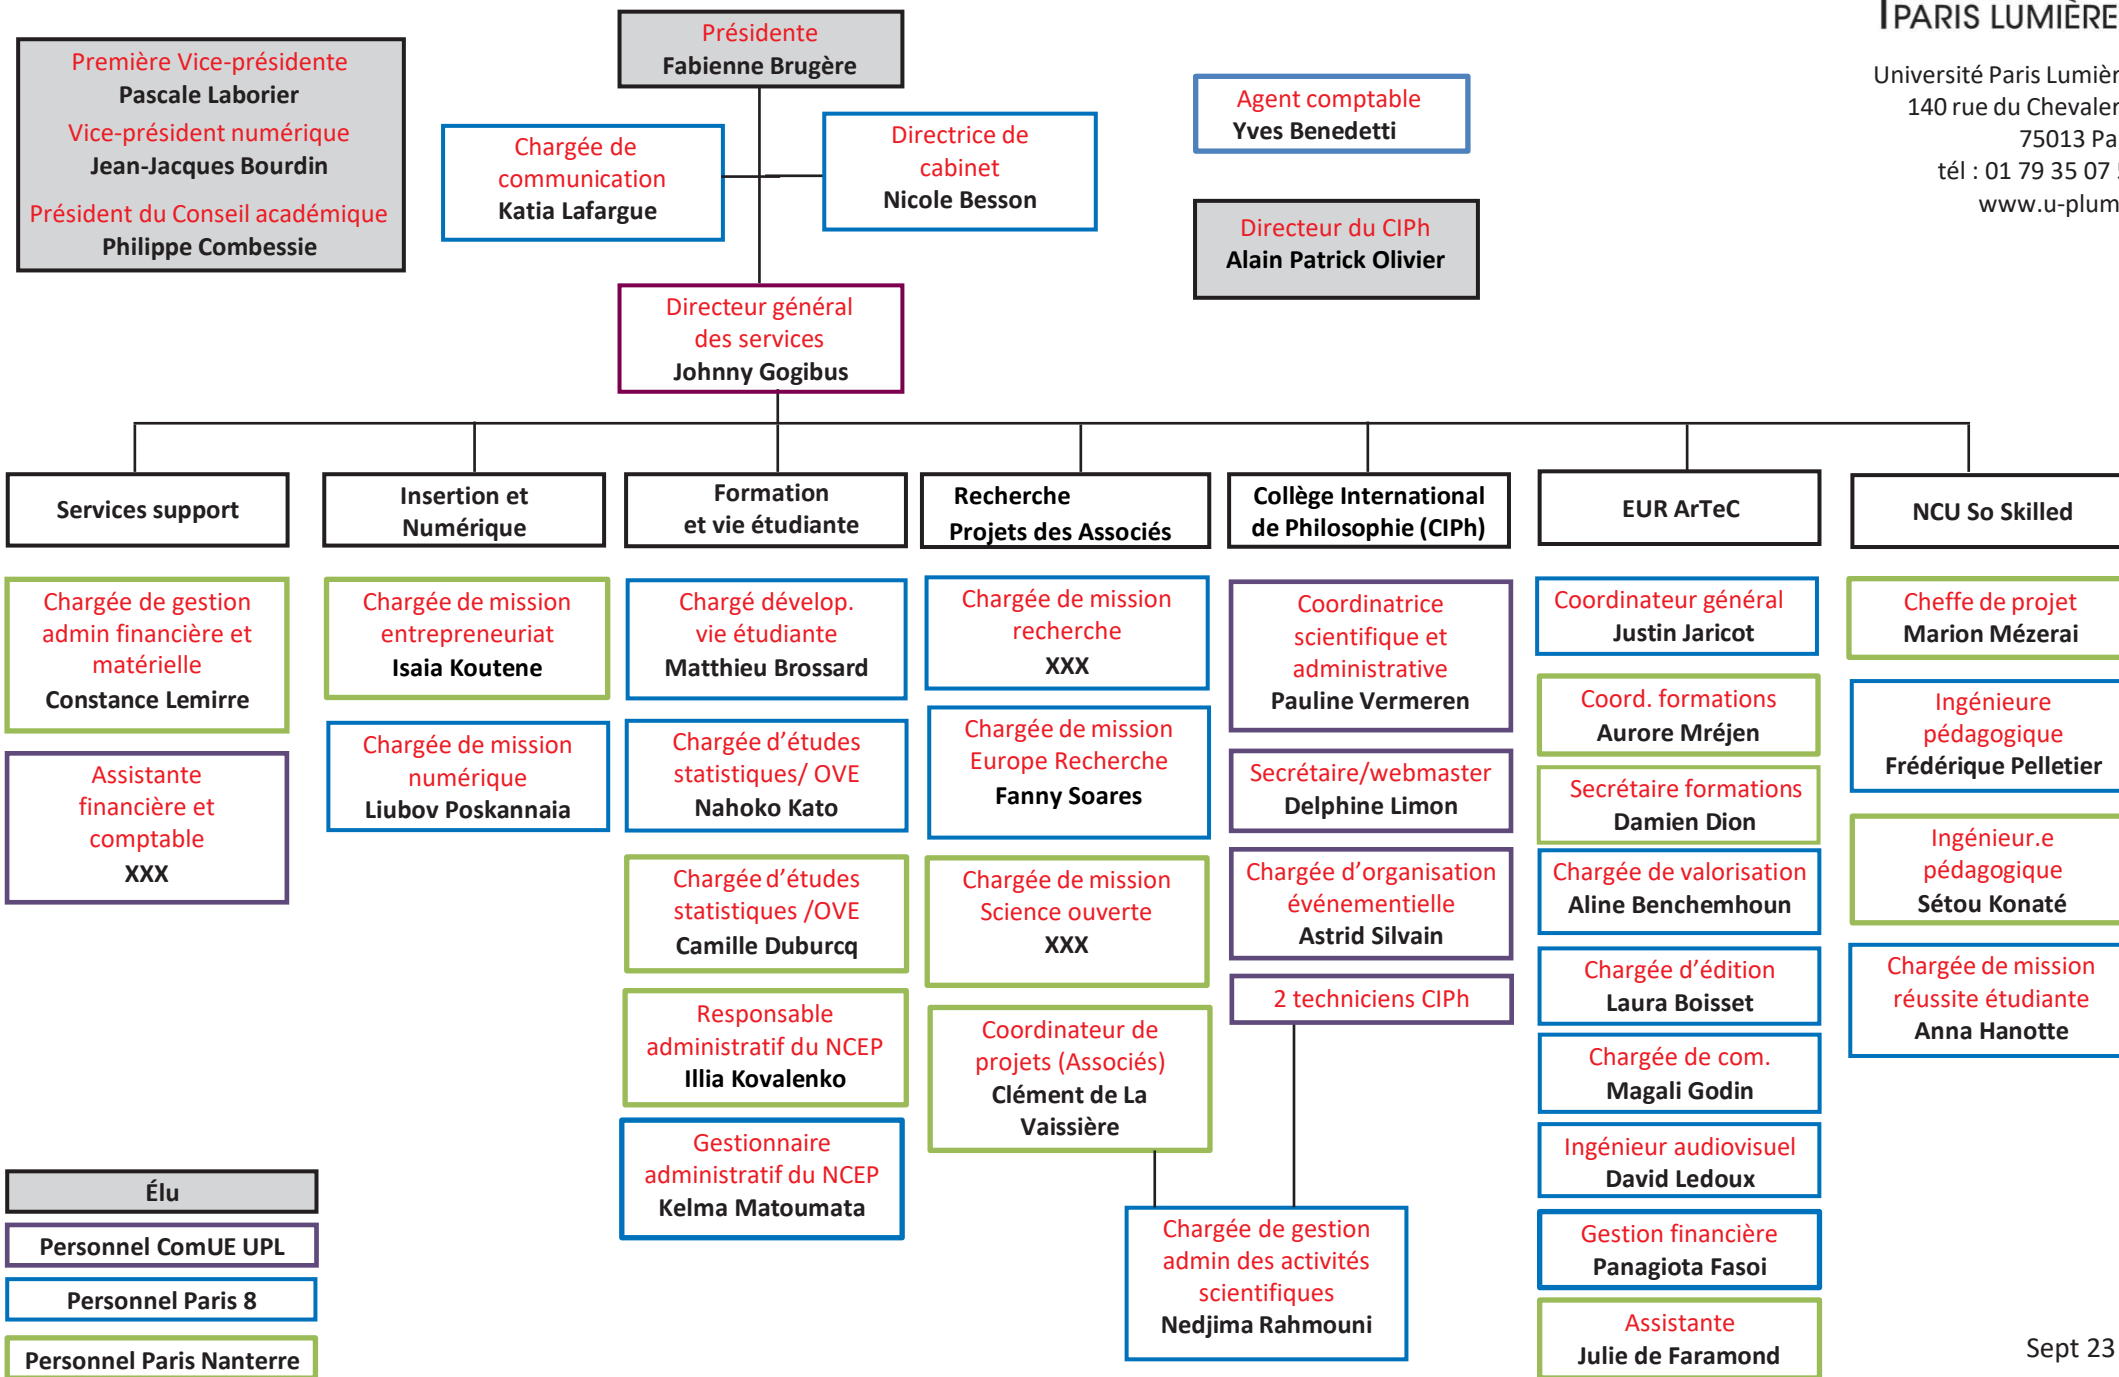 PARIS LUMIÈRE
Université Paris Lumièr
140 rue du Chevaler
75013 Pa
tél : 01 79 35 07
www.u-plum
Première Vice-présidente
Pascale Laborier
Vice-président numérique
Jean-Jacques Bourdin
Président du Conseil académique
Philippe Combessie
Présidente
Fabienne Brugère
Chargée de
communication
Katia Lafargue
Directrice de
cabinet
Nicole Besson
Agent comptable
Yves Benedetti
Directeur du CIPh
Alain Patrick Olivier
Directeur général
des services
Johnny Gogibus
Services support
Chargée de gestion
admin financière et
matérielle
Constance Lemirre
Assistante
financière et
comptable
XXX
Insertion et
Numérique
Chargée de mission
entrepreneuriat
Isaia Koutene
Chargée de mission
numérique
Liubov Poskannaia
Formation
et vie étudiante
Chargé dévelop.
vie étudiante
Matthieu Brossard
Chargée d’études
statistiques/ OVE
Nahoko Kato
Chargée d’études
statistiques /OVE
Camille Duburcq
Responsable
administratif du NCEP
Illia Kovalenko
Gestionnaire
administratif du NCEP
Kelma Matoumata
Recherche
Projets des Associés
Chargée de mission
recherche
XXX
Chargée de mission
Europe Recherche
Fanny Soares
Chargée de mission
Science ouverte
XXX
Coordinateur de
projets (Associés)
Clément de La
Vaissière
Collège International
de Philosophie (CIPh)
Coordinatrice
scientifique et
administrative
Pauline Vermeren
Secrétaire/webmaster
Delphine Limon
Chargée d’organisation
événementielle
Astrid Silvain
2 techniciens CIPh
Chargée de gestion
admin des activités
scientifiques
Nedjima Rahmouni
EUR ArTeC
Coordinateur général
Justin Jaricot
Coord. formations
Aurore Mréjen
Secrétaire formations
Damien Dion
Chargée de valorisation
Aline Benchemhoun
Chargée d’édition
Laura Boisset
Chargée de com.
Magali Godin
Ingénieur audiovisuel
David Ledoux
Gestion financière
Panagiota Fasoi
Assistante
Julie de Faramond
NCU So Skilled
Cheffe de projet
Marion Mézerai
Ingénieure
pédagogique
Frédérique Pelletier
Ingénieur.e
pédagogique
Sétou Konaté
Chargée de mission
réussite étudiante
Anna Hanotte
Élu
Personnel ComUE UPL
Personnel Paris 8
Personnel Paris Nanterre
Sept 23